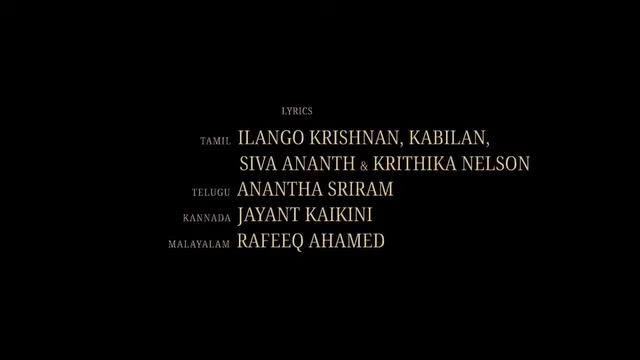 LYRICS
TAMIL ILANGO KRISHNAN, KABILAN,
SIVA ANANTH & KRITHIKA NELSON
TELUGU ANANTHA SRIRAM
KANNADA JAYANT KAIKINI
MALAYALAM RAFEEQ AHAMED